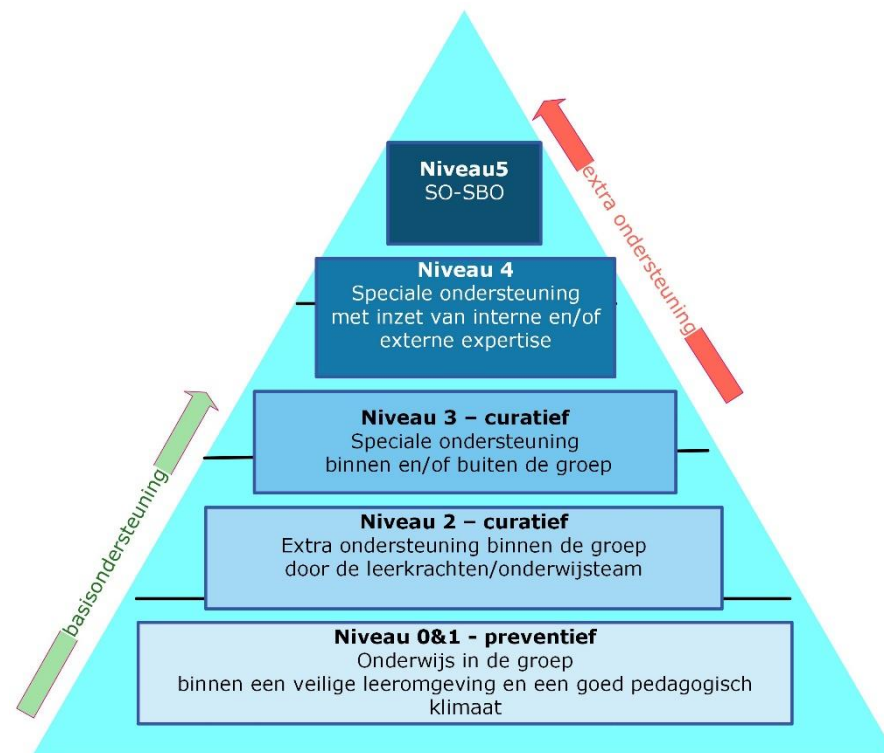 Niveau5
SO-SBO
Niveau 4
Speciale ondersteuning
met inzet van interne en/of
externe expertise
extra ondersteuning
Niveau 3 – curatief
Speciale ondersteuning
binnen en/of buiten de groep
basisondersteuning
Niveau 2 – curatief
Extra ondersteuning binnen de groep
door de leerkrachten/onderwijsteam
Niveau 0&1 - preventief
Onderwijs in de groep
binnen een veilige leeromgeving en een goed pedagogisch
klimaat